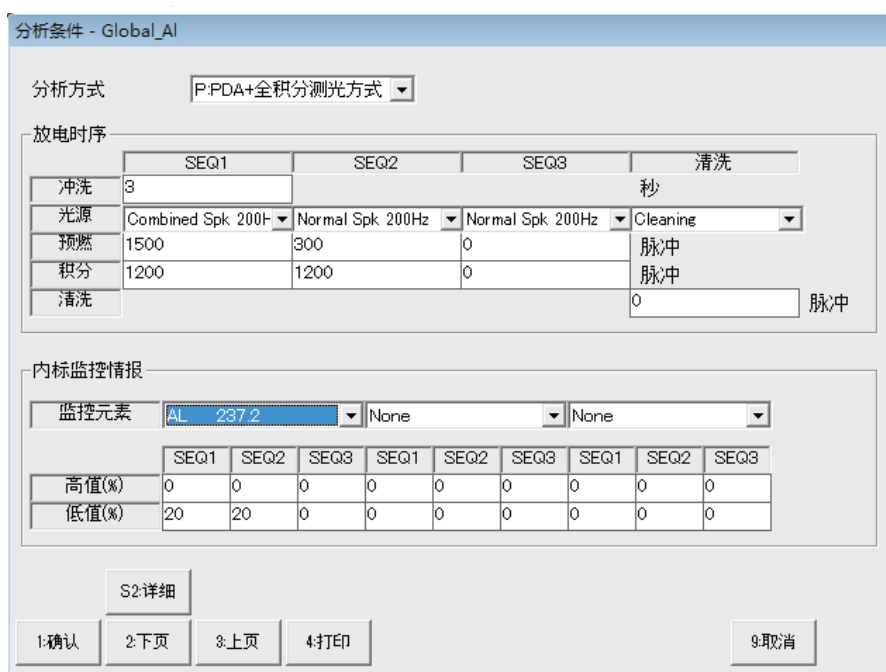 分析条件 - Global_Al
分析方式 P:PDA+全积分测光方式
放电时序
SEQ1 SEQ2 SEQ3 清洗
冲洗 3 秒
光源 Combined Spk 200H Normal Spk 200Hz Normal Spk 200Hz Cleaning
预燃 1500 300 0 脉冲
积分 1200 1200 0 脉冲
清洗 0 脉冲
内标监控情报
监控元素 AL 237.2 None None
SEQ1 SEQ2 SEQ3 SEQ1 SEQ2 SEQ3 SEQ1 SEQ2 SEQ3
高值(%) 0 0 0 0 0 0 0 0 0
低值(%) 20 20 0 0 0 0 0 0 0
S2:详细
1:确认 2:下页 3:上页 4:打印 9:取消